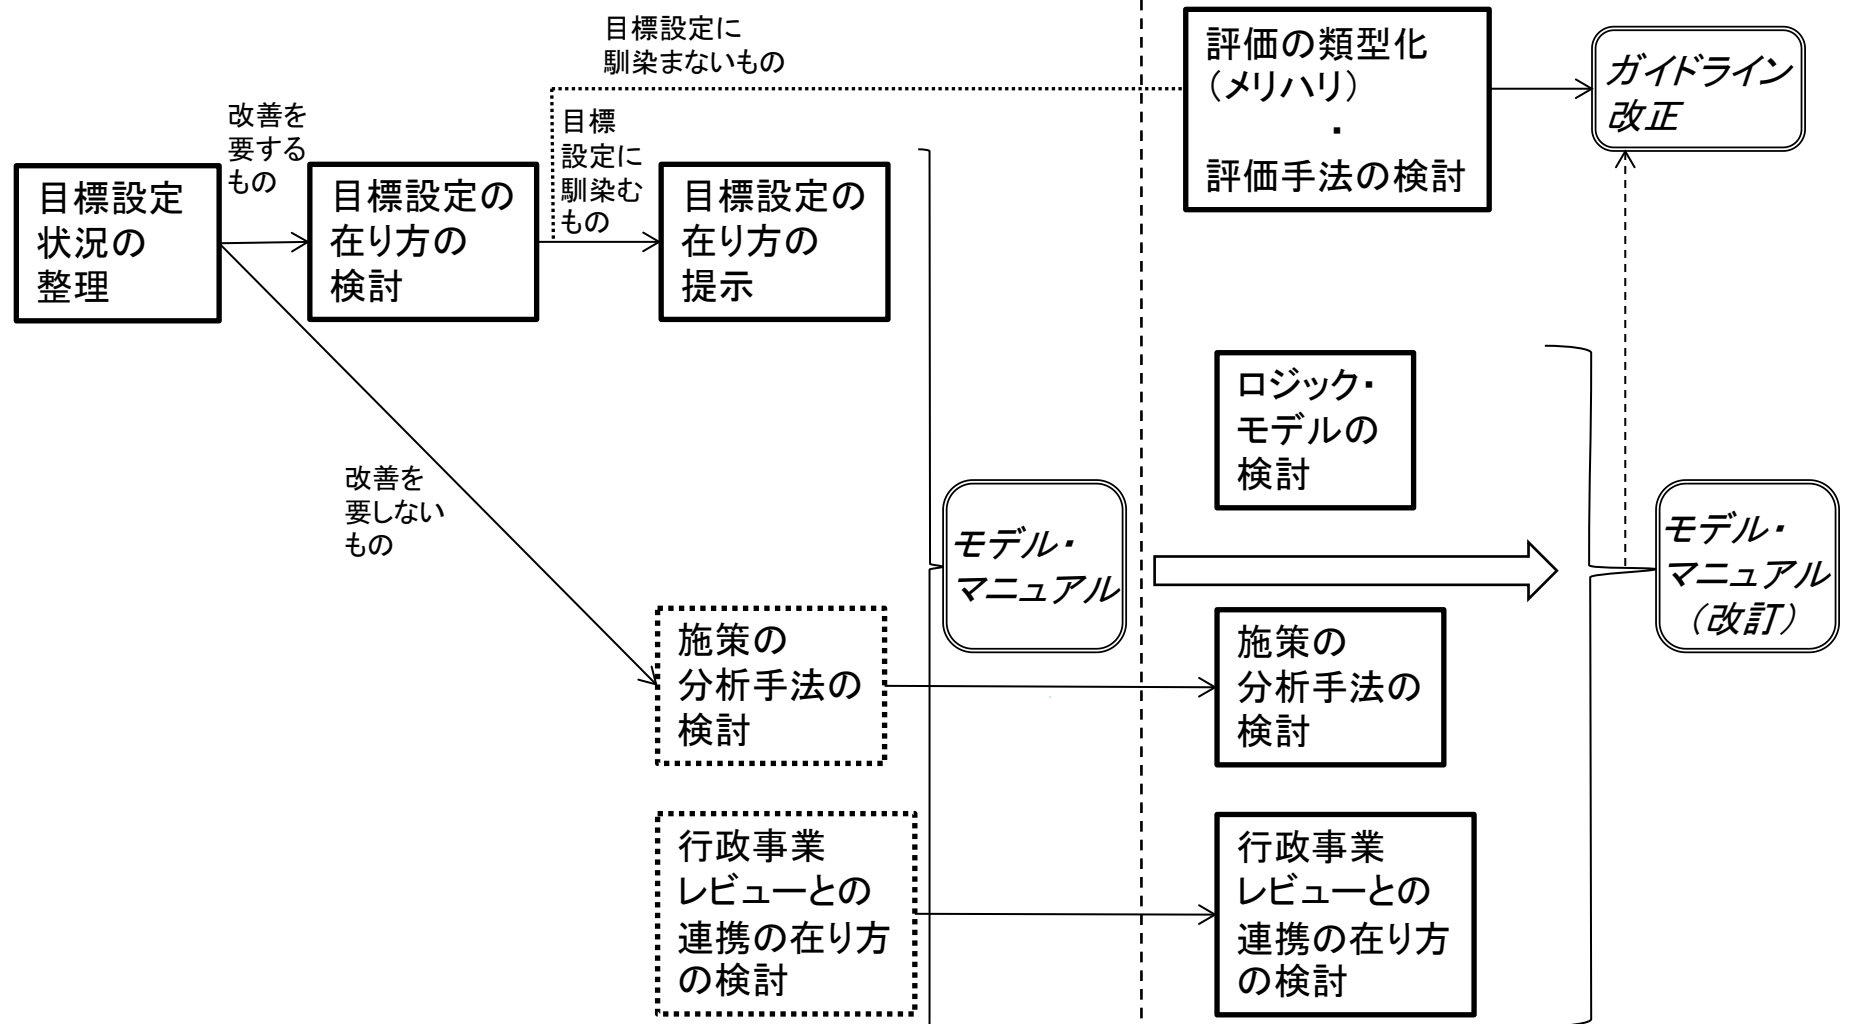 目標設定に
馴染まないもの
評価の類型化
（メリハリ）
・
評価手法の検討
ガイドライン
改正
改善を
要する
もの
目標
設定に
馴染む
もの
目標設定
状況の
整理
目標設定の
在り方の
検討
目標設定の
在り方の
提示
ロジック・
モデルの
検討
改善を
要しない
もの
モデル・
マニュアル
モデル・
マニュアル
（改訂）
施策の
分析手法の
検討
施策の
分析手法の
検討
行政事業
レビューとの
連携の在り方
の検討
行政事業
レビューとの
連携の在り方
の検討